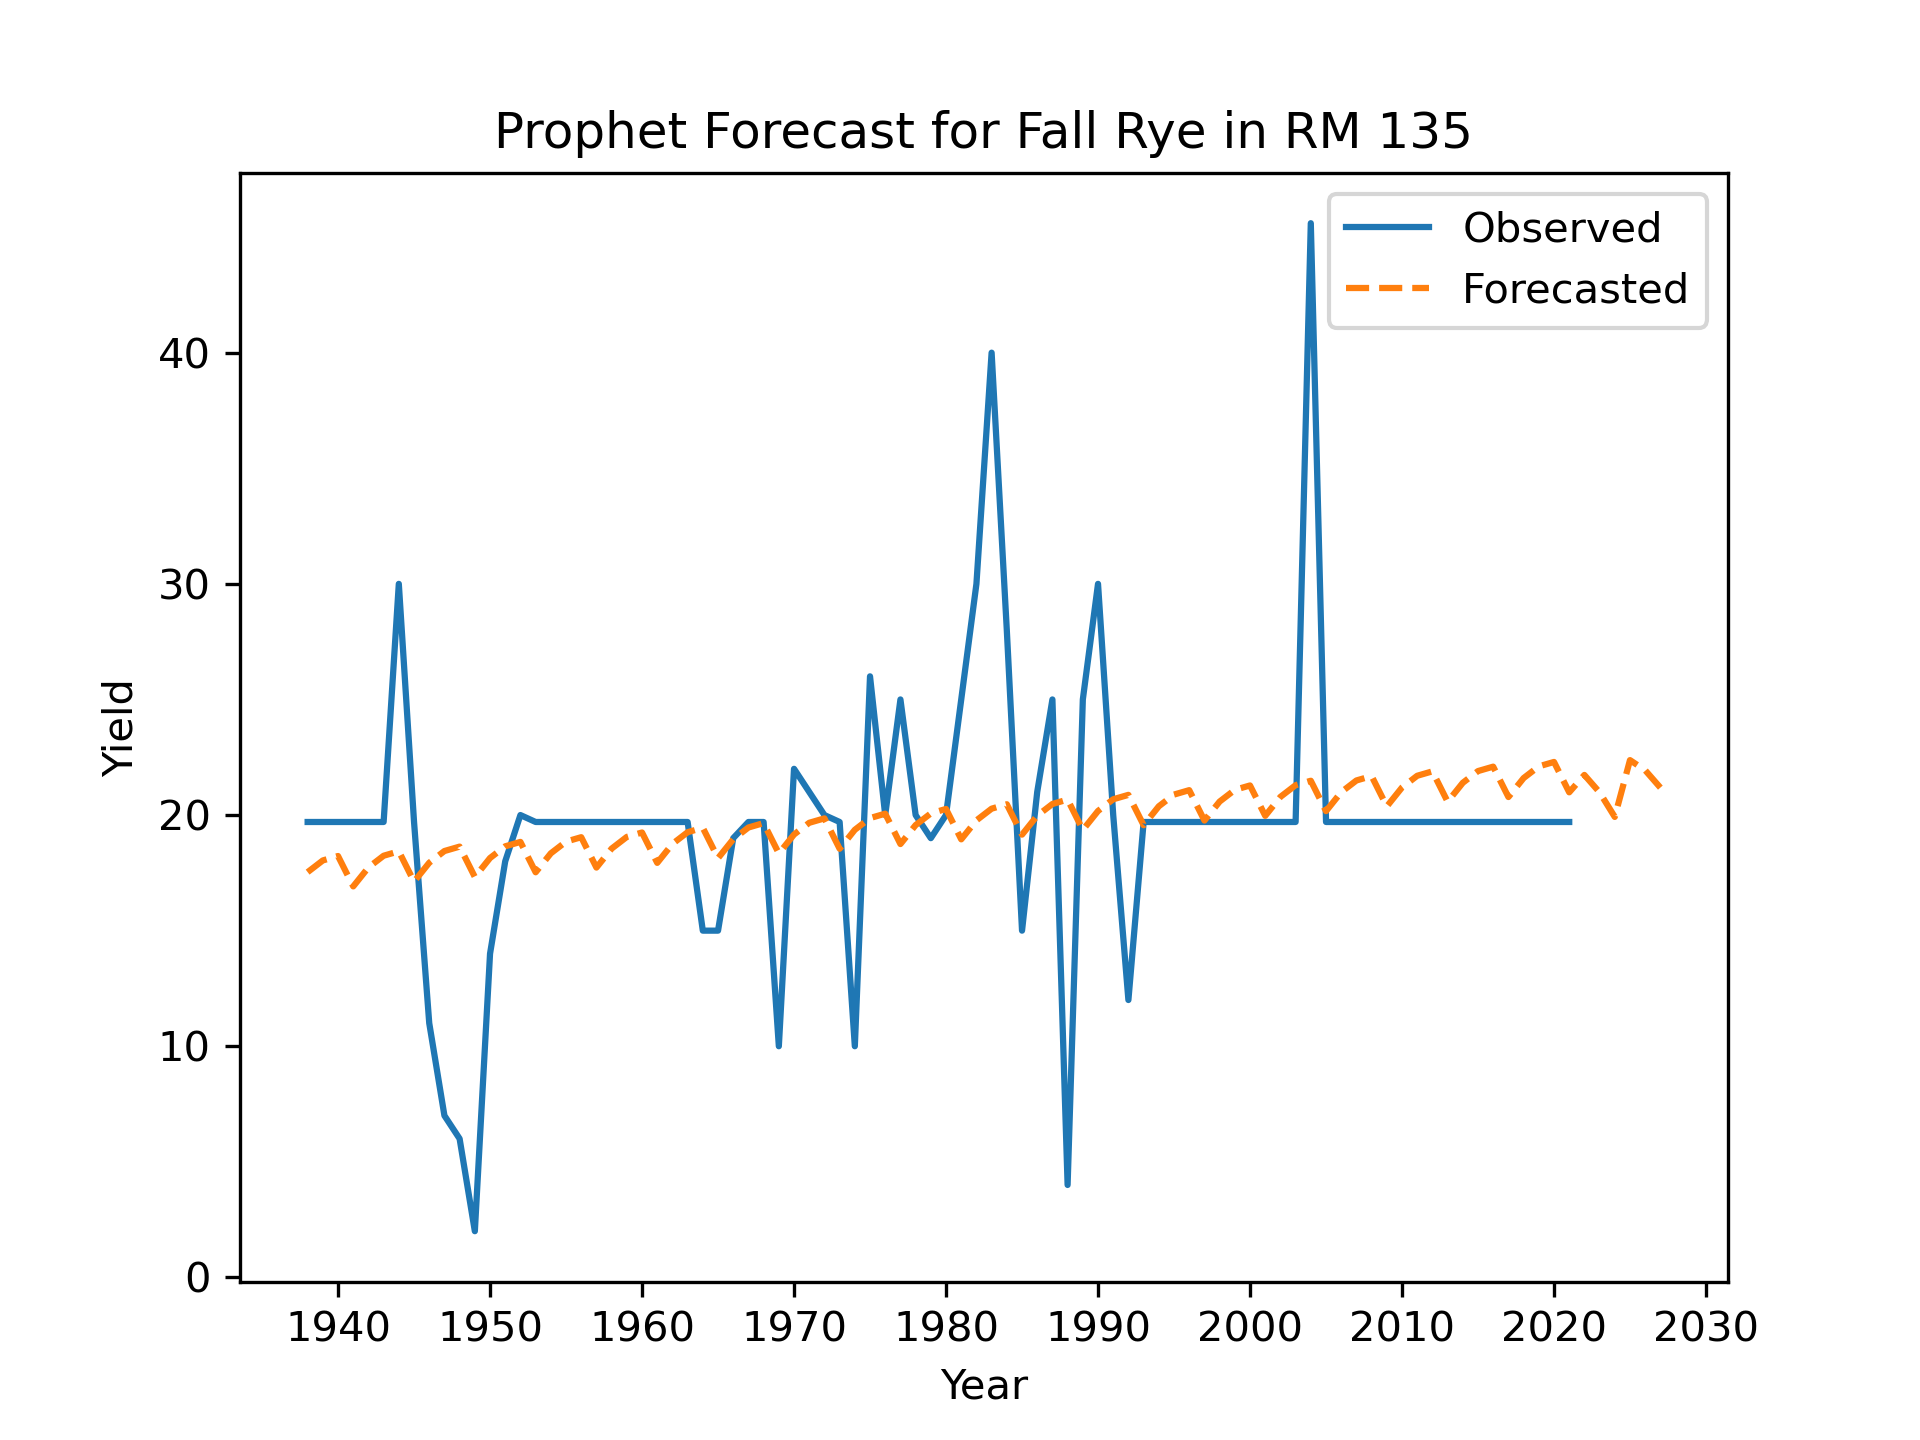 Prophet Forecast for Fall Rye in RM 135
Observed
Forecasted
40
30
20
10
0
Yield
1940 1950 1960 1970 1980 1990 2000 2010 2020 2030
Year